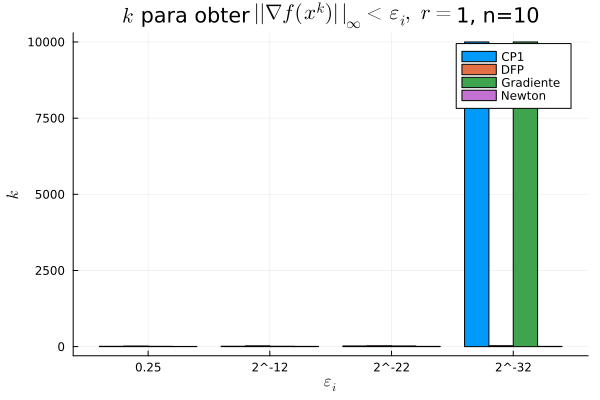 k para obter ||∇f(x^k)||_∞ < ε_i, r = 1, n=10
10000
CP1
DFP
Gradiente
Newton
7500
k
5000
2500
0
0.25 2^-12 2^-22 2^-32
ε_i